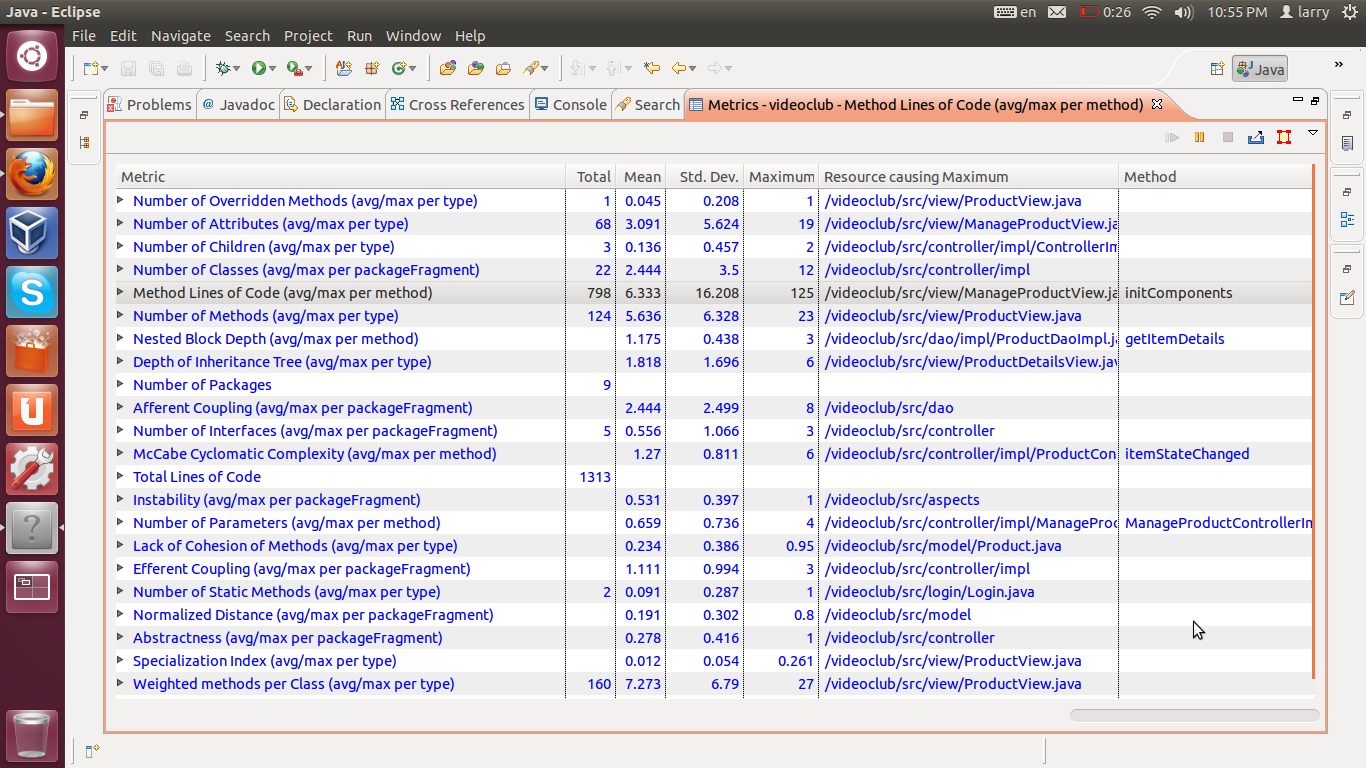 Java - Eclipse en 0:26 10:55 PM larry
File Edit Navigate Search Project Run Window Help
Java »
Problems @ Javadoc Declaration Cross References Console Search Metrics - videoclub - Method Lines of Code (avg/max per method)
Metric Total Mean Std. Dev. Maximum Resource causing Maximum Method
Number of Overridden Methods (avg/max per type) 1 0.045 0.208 1 /videoclub/src/view/ProductView.java
Number of Attributes (avg/max per type) 68 3.091 5.624 19 /videoclub/src/view/ManageProductView.ja
Number of Children (avg/max per type) 3 0.136 0.457 2 /videoclub/src/controller/impl/ControllerIm
Number of Classes (avg/max per packageFragment) 22 2.444 3.5 12 /videoclub/src/controller/impl
Method Lines of Code (avg/max per method) 798 6.333 16.208 125 /videoclub/src/view/ManageProductView.ja initComponents
Number of Methods (avg/max per type) 124 5.636 6.328 23 /videoclub/src/view/ProductView.java
Nested Block Depth (avg/max per method) 1.175 0.438 3 /videoclub/src/dao/impl/ProductDaoImpl.ja getItemDetails
Depth of Inheritance Tree (avg/max per type) 1.818 1.696 6 /videoclub/src/view/ProductDetailsView.jav
Number of Packages 9
Afferent Coupling (avg/max per packageFragment) 2.444 2.499 8 /videoclub/src/dao
Number of Interfaces (avg/max per packageFragment) 5 0.556 1.066 3 /videoclub/src/controller
McCabe Cyclomatic Complexity (avg/max per method) 1.27 0.811 6 /videoclub/src/controller/impl/ProductCon itemStateChanged
Total Lines of Code 1313
Instability (avg/max per packageFragment) 0.531 0.397 1 /videoclub/src/aspects
Number of Parameters (avg/max per method) 0.659 0.736 4 /videoclub/src/controller/impl/ManageProd ManageProductControllerIm
Lack of Cohesion of Methods (avg/max per type) 0.234 0.386 0.95 /videoclub/src/model/Product.java
Efferent Coupling (avg/max per packageFragment) 1.111 0.994 3 /videoclub/src/controller/impl
Number of Static Methods (avg/max per type) 2 0.091 0.287 1 /videoclub/src/login/Login.java
Normalized Distance (avg/max per packageFragment) 0.191 0.302 0.8 /videoclub/src/model
Abstractness (avg/max per packageFragment) 0.278 0.416 1 /videoclub/src/controller
Specialization Index (avg/max per type) 0.012 0.054 0.261 /videoclub/src/view/ProductView.java
Weighted methods per Class (avg/max per type) 160 7.273 6.79 27 /videoclub/src/view/ProductView.java